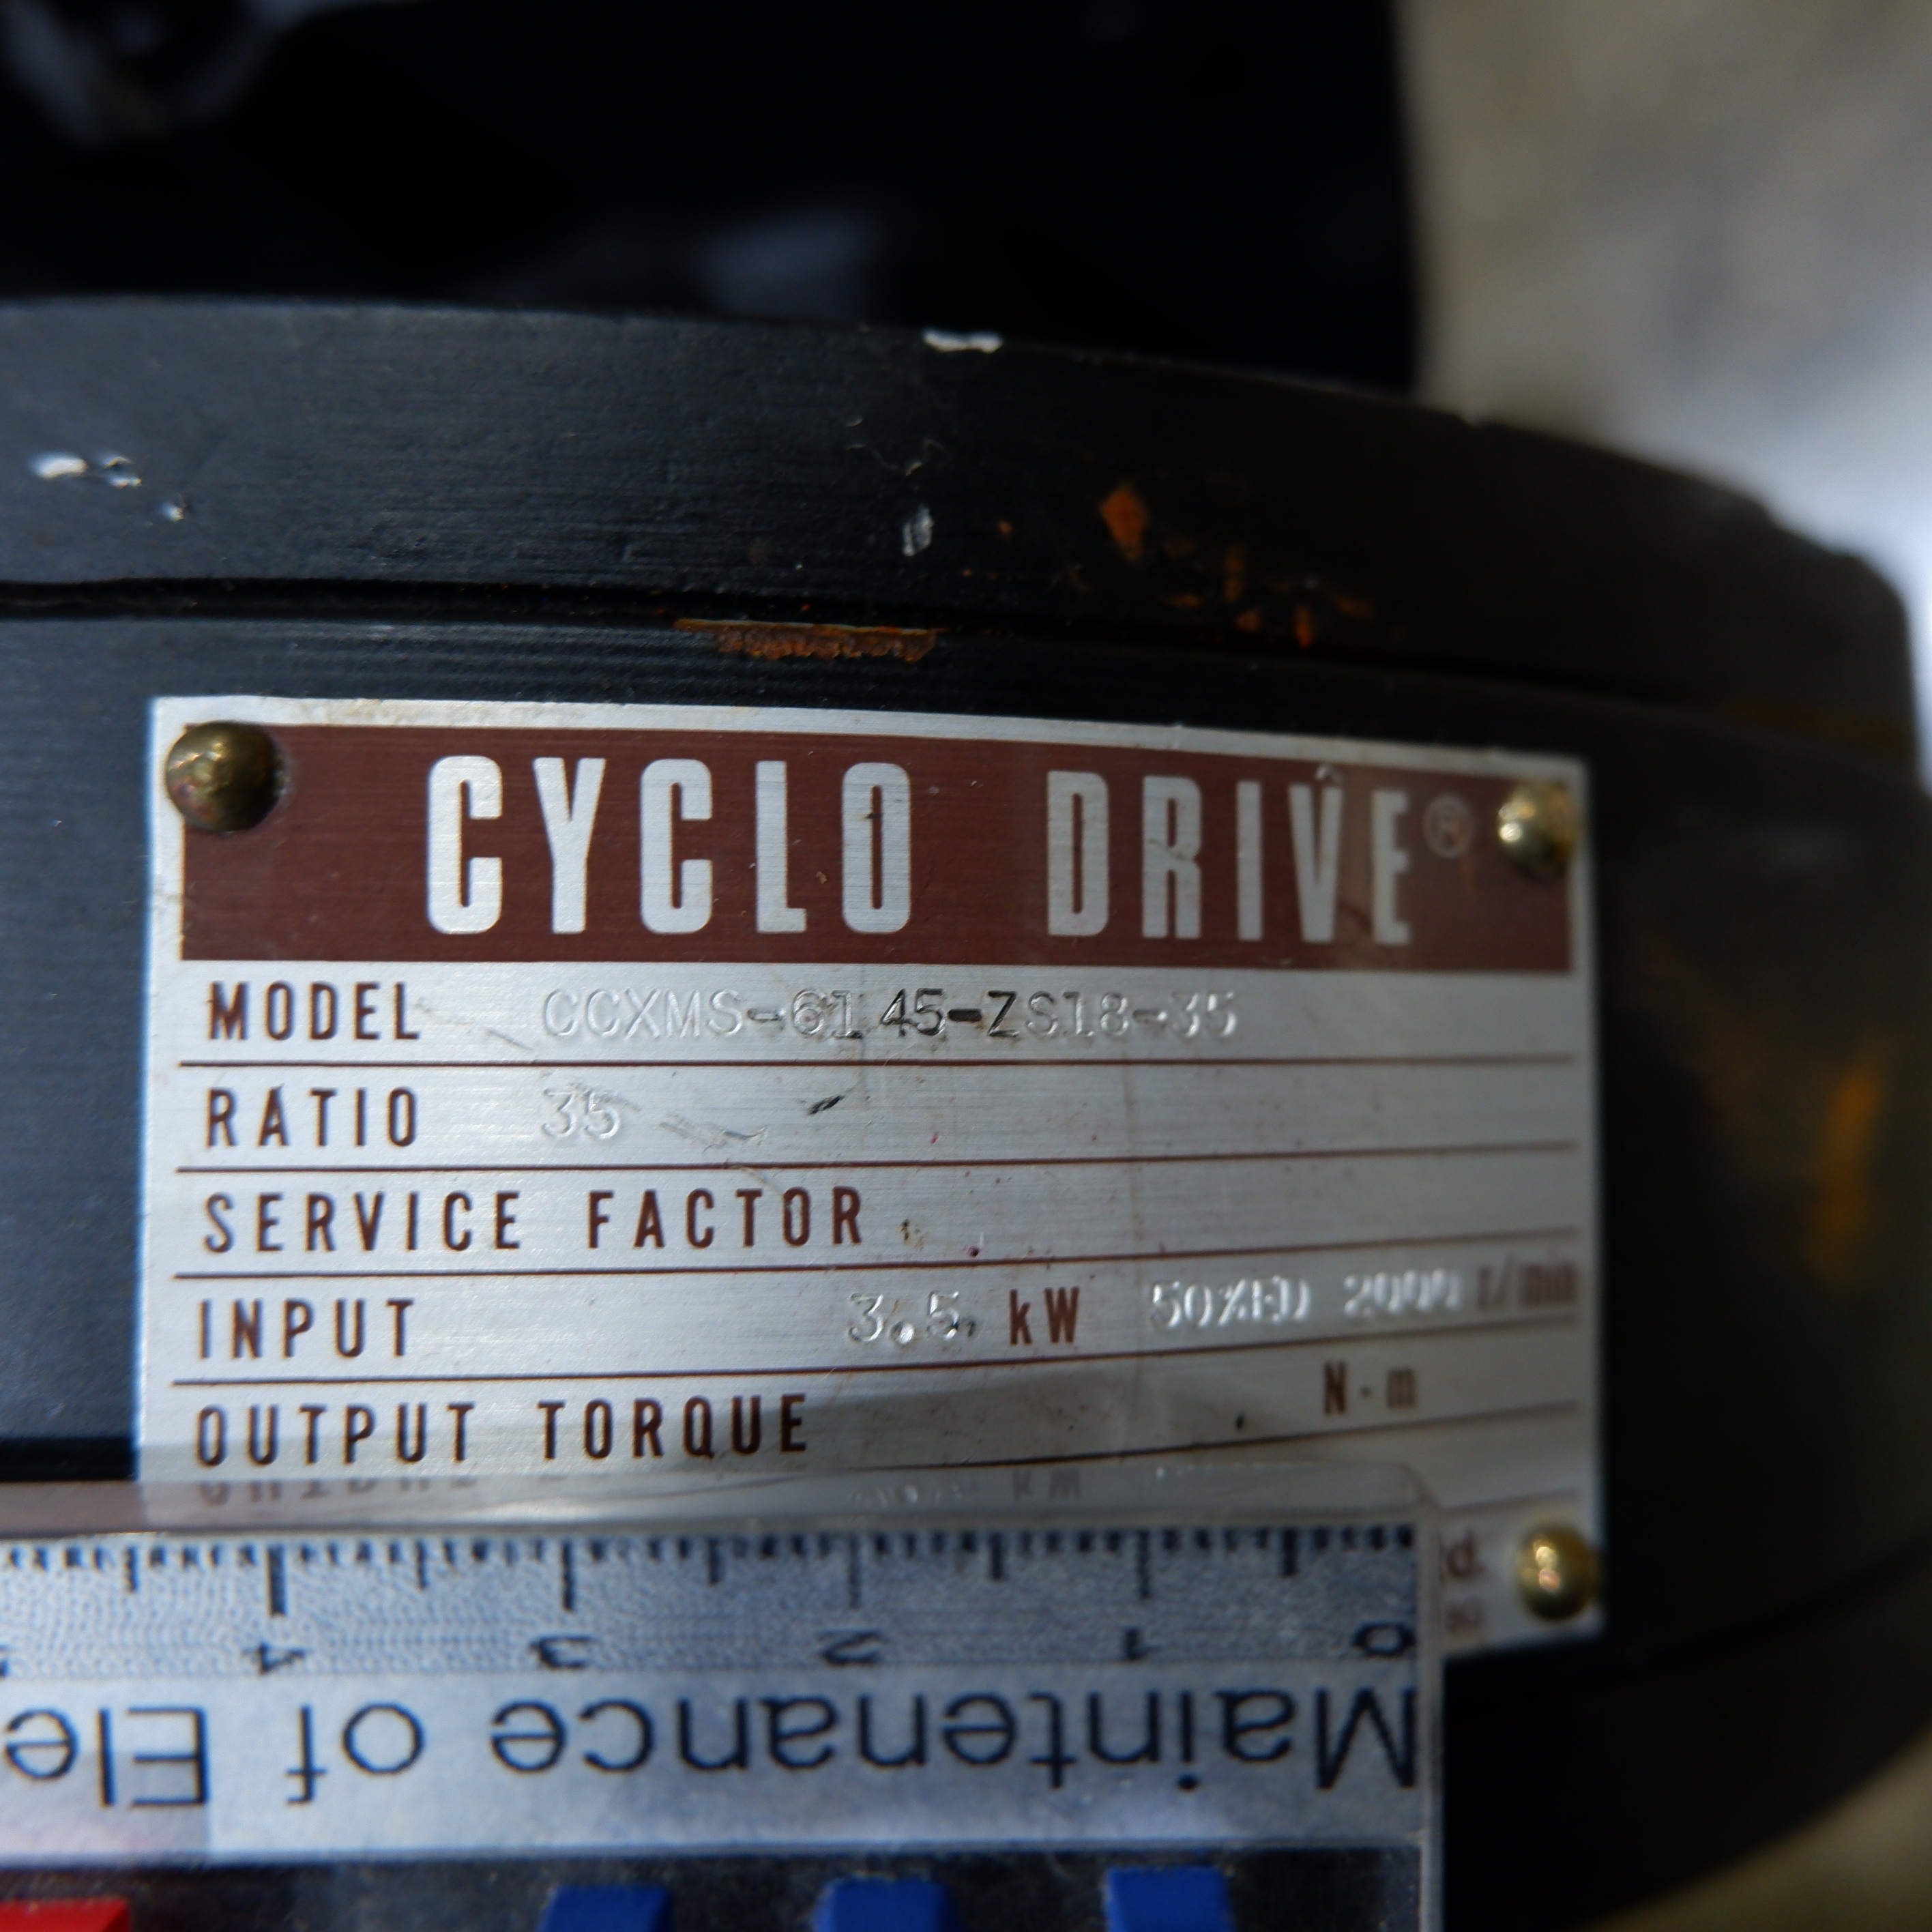 CYCLO DRIVE®
MODEL CCXMS-6145-ZS18-35
RATIO 35
SERVICE FACTOR
INPUT 3.5 kW 50%ED 2000 r/min
OUTPUT TORQUE N·m
4 3 2 1 0
Maintenance of Ele